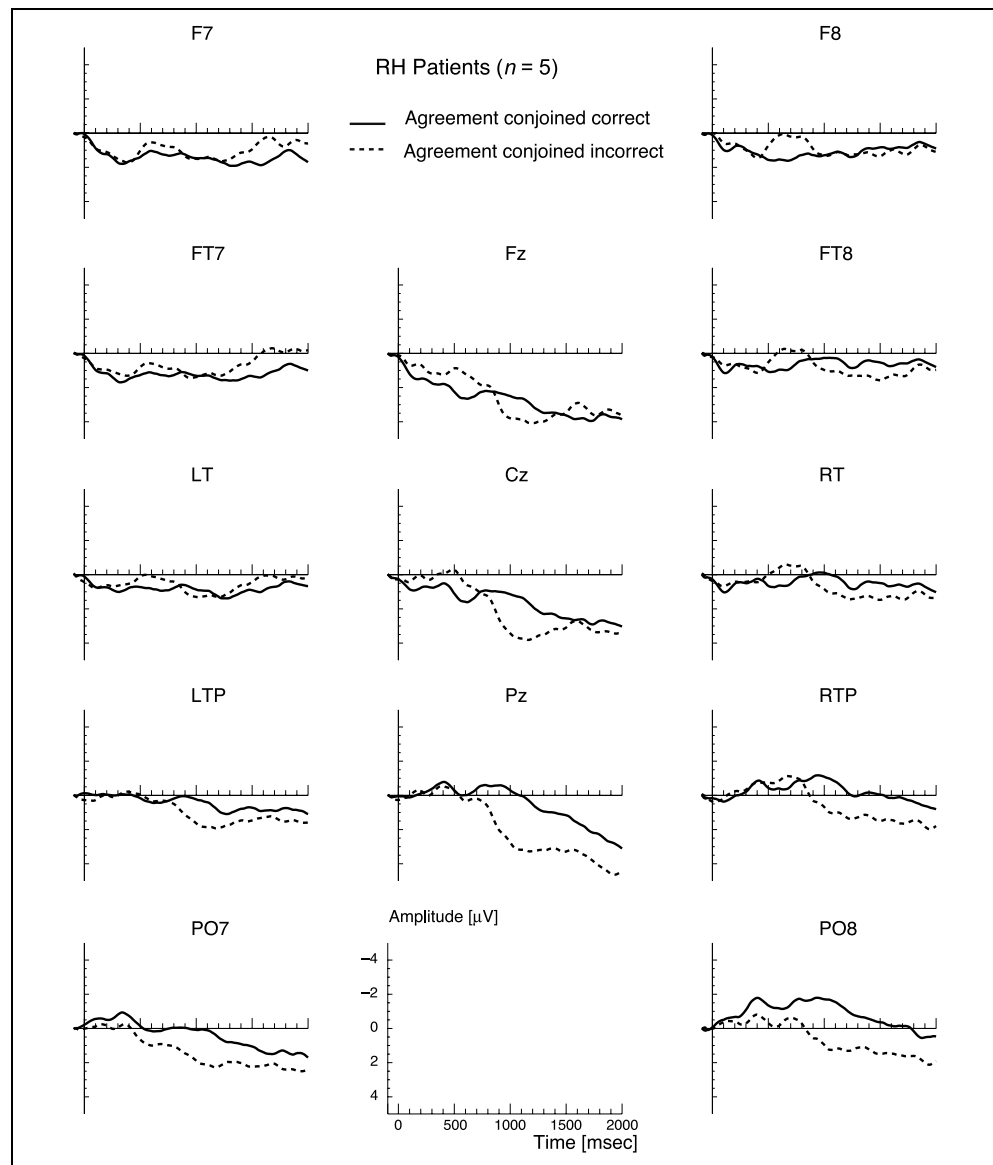 F7
F8
RH Patients (n = 5)
Agreement conjoined correct
Agreement conjoined incorrect
FT7
Fz
FT8
LT
Cz
RT
LTP
Pz
RTP
PO7
Amplitude [μV]
PO8
−4
−2
0
2
4
0 500 1000 1500 2000
Time [msec]